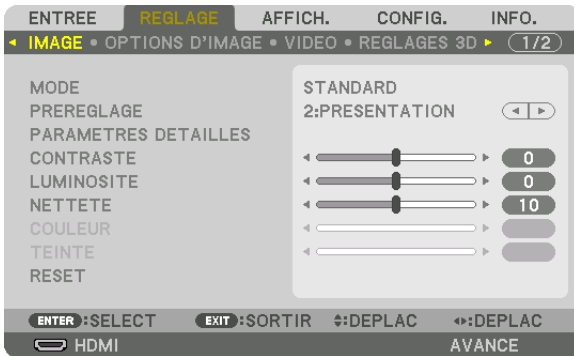 ENTREE REGLAGE AFFICH. CONFIG. INFO.
IMAGE • OPTIONS D'IMAGE • VIDEO • REGLAGES 3D 1/2
MODE STANDARD
PREREGLAGE 2:PRESENTATION
PARAMETRES DETAILLES
CONTRASTE 0
LUMINOSITE 0
NETTETE 10
COULEUR
TEINTE
RESET
ENTER :SELECT EXIT :SORTIR :DEPLAC :DEPLAC
HDMI AVANCE